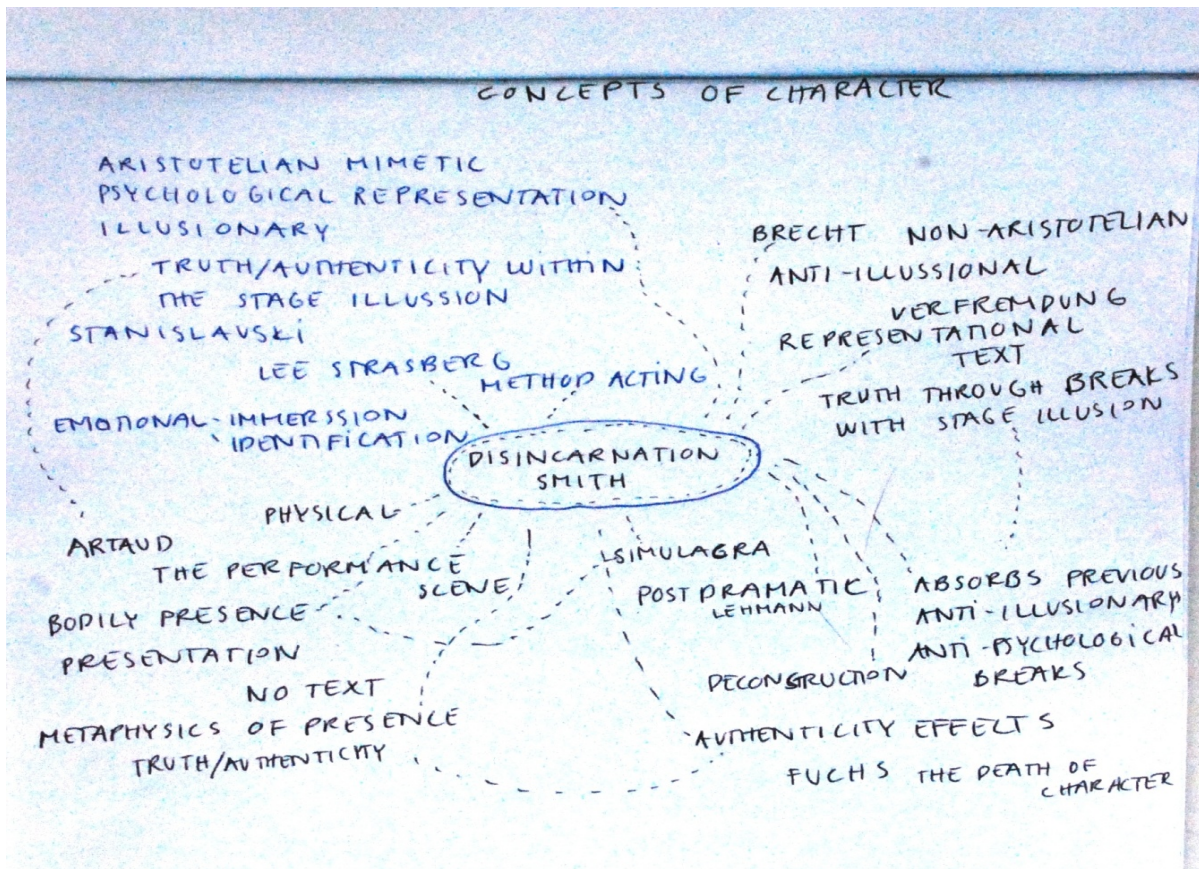 CONCEPTS OF CHARACTER
ARISTOTELIAN MIMETIC
PSYCHOLOGICAL REPRESENTATION
ILLUSIONARY
TRUTH/AUTHENTICITY WITHIN
THE STAGE ILLUSSION
STANISLAVSKI
LEE STRASBERG
METHOD ACTING
EMOTIONAL-IMMERSSION
IDENTIFICATION
BRECHT NON-ARISTOTELIAN
ANTI-ILLUSSIONAL
VERFREMDUNG
REPRESENTATIONAL
TEXT
TRUTH THROUGH BREAKS
WITH STAGE ILLUSION
DISINCARNATION
SMITH
PHYSICAL
ARTAUD
THE PERFORMANCE
SCENE
BODILY PRESENCE
PRESENTATION
NO TEXT
METAPHYSICS OF PRESENCE
TRUTH/AUTHENTICITY
SIMULAGRA
POSTDRAMATIC
LEHMANN
ABSORBS PREVIOUS
ANTI-ILLUSIONARY
ANTI-PSYCHOLOGICAL
BREAKS
DECONSTRUCTION
AUTHENTICITY EFFECTS
FUCHS THE DEATH OF
CHARACTER